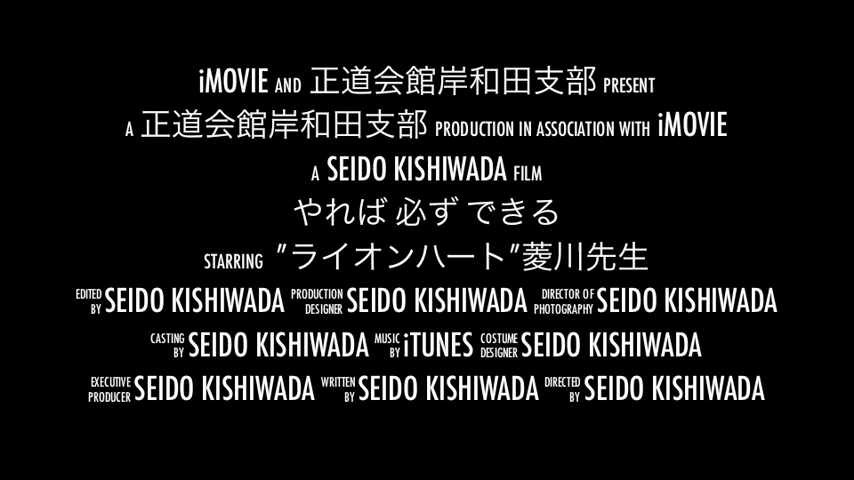 iMOVIE AND 正道会館岸和田支部 PRESENT
A 正道会館岸和田支部 PRODUCTION IN ASSOCIATION WITH iMOVIE
A SEIDO KISHIWADA FILM
やれば 必ず できる
STARRING "ライオンハート"菱川先生
EDITED BY SEIDO KISHIWADA PRODUCTION DESIGNER SEIDO KISHIWADA DIRECTOR OF PHOTOGRAPHY SEIDO KISHIWADA
CASTING BY SEIDO KISHIWADA MUSIC BY iTUNES COSTUME DESIGNER SEIDO KISHIWADA
EXECUTIVE PRODUCER SEIDO KISHIWADA WRITTEN BY SEIDO KISHIWADA DIRECTED BY SEIDO KISHIWADA